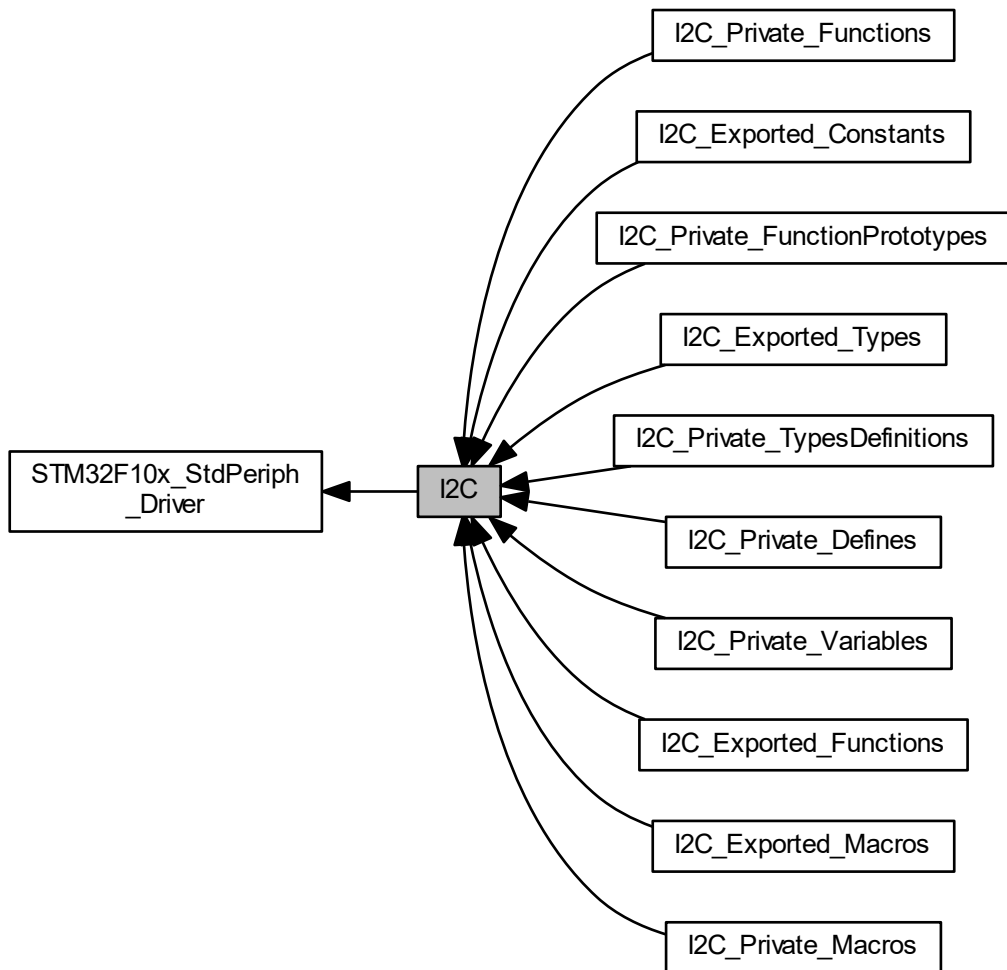 I2C_Private_Functions
I2C_Exported_Constants
I2C_Private_FunctionPrototypes
I2C_Exported_Types
I2C_Private_TypesDefinitions
STM32F10x_StdPeriph
_Driver
I2C
I2C_Private_Defines
I2C_Private_Variables
I2C_Exported_Functions
I2C_Exported_Macros
I2C_Private_Macros